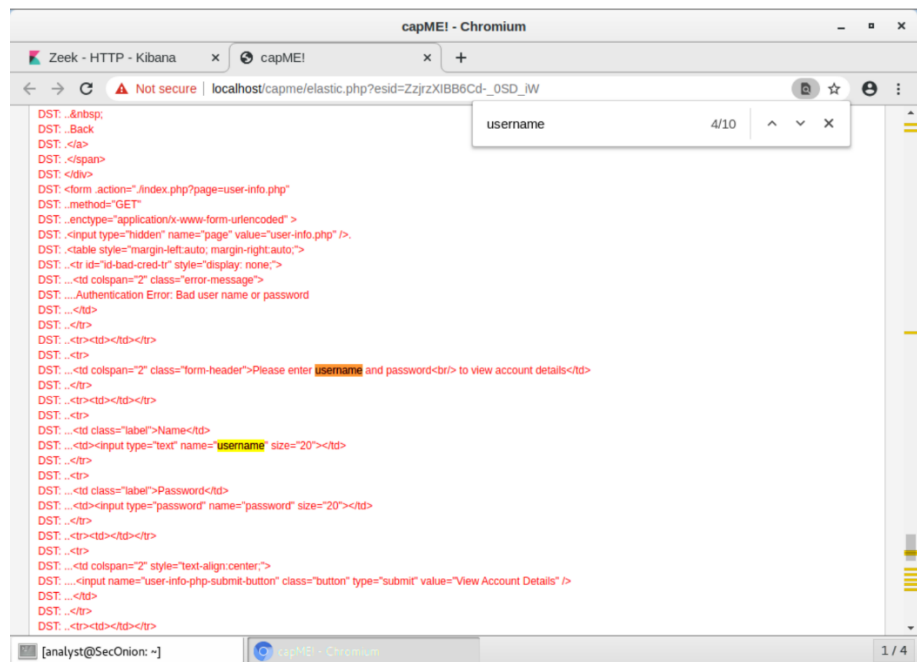 capME! - Chromium
Zeek - HTTP - Kibana
capME!
Not secure
localhost/capme/elastic.php?esid=ZzjrzXIBB6Cd-_0SD_iW
username
4/10
DST: ..&nbsp;
DST: ..Back
DST: .</a>
DST: .</span>
DST: </div>
DST: <form .action="./index.php?page=user-info.php"
DST: ..method="GET"
DST: ..enctype="application/x-www-form-urlencoded" >
DST: .<input type="hidden" name="page" value="user-info.php" />.
DST: .<table style="margin-left:auto; margin-right:auto;">
DST: ..<tr id="id-bad-cred-tr" style="display: none;">
DST: ...<td colspan="2" class="error-message">
DST: ....Authentication Error: Bad user name or password
DST: ...</td>
DST: ..</tr>
DST: ..<tr><td></td></tr>
DST: ..<tr>
DST: ...<td colspan="2" class="form-header">Please enter username and password<br/> to view account details</td>
DST: ..</tr>
DST: ..<tr><td></td></tr>
DST: ..<tr>
DST: ...<td class="label">Name</td>
DST: ...<td><input type="text" name="username" size="20"></td>
DST: ..</tr>
DST: ..<tr>
DST: ...<td class="label">Password</td>
DST: ...<td><input type="password" name="password" size="20"></td>
DST: ..</tr>
DST: ..<tr><td></td></tr>
DST: ..<tr>
DST: ...<td colspan="2" style="text-align:center;">
DST: ....<input name="user-info-php-submit-button" class="button" type="submit" value="View Account Details" />
DST: ...</td>
DST: ..</tr>
DST: ..<tr><td></td></tr>
[analyst@SecOnion: ~]
capME! - Chromium
1 / 4